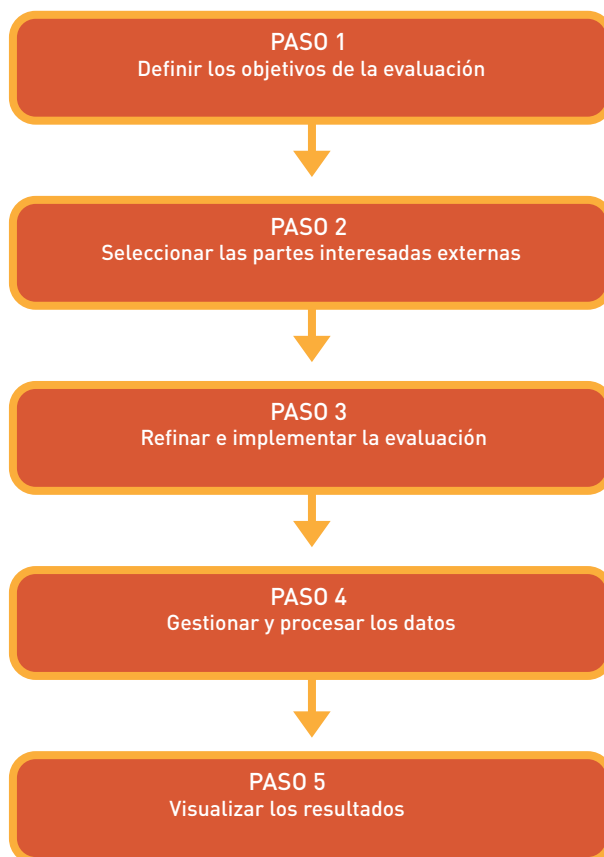 PASO 1
Definir los objetivos de la evaluación
PASO 2
Seleccionar las partes interesadas externas
PASO 3
Refinar e implementar la evaluación
PASO 4
Gestionar y procesar los datos
PASO 5
Visualizar los resultados